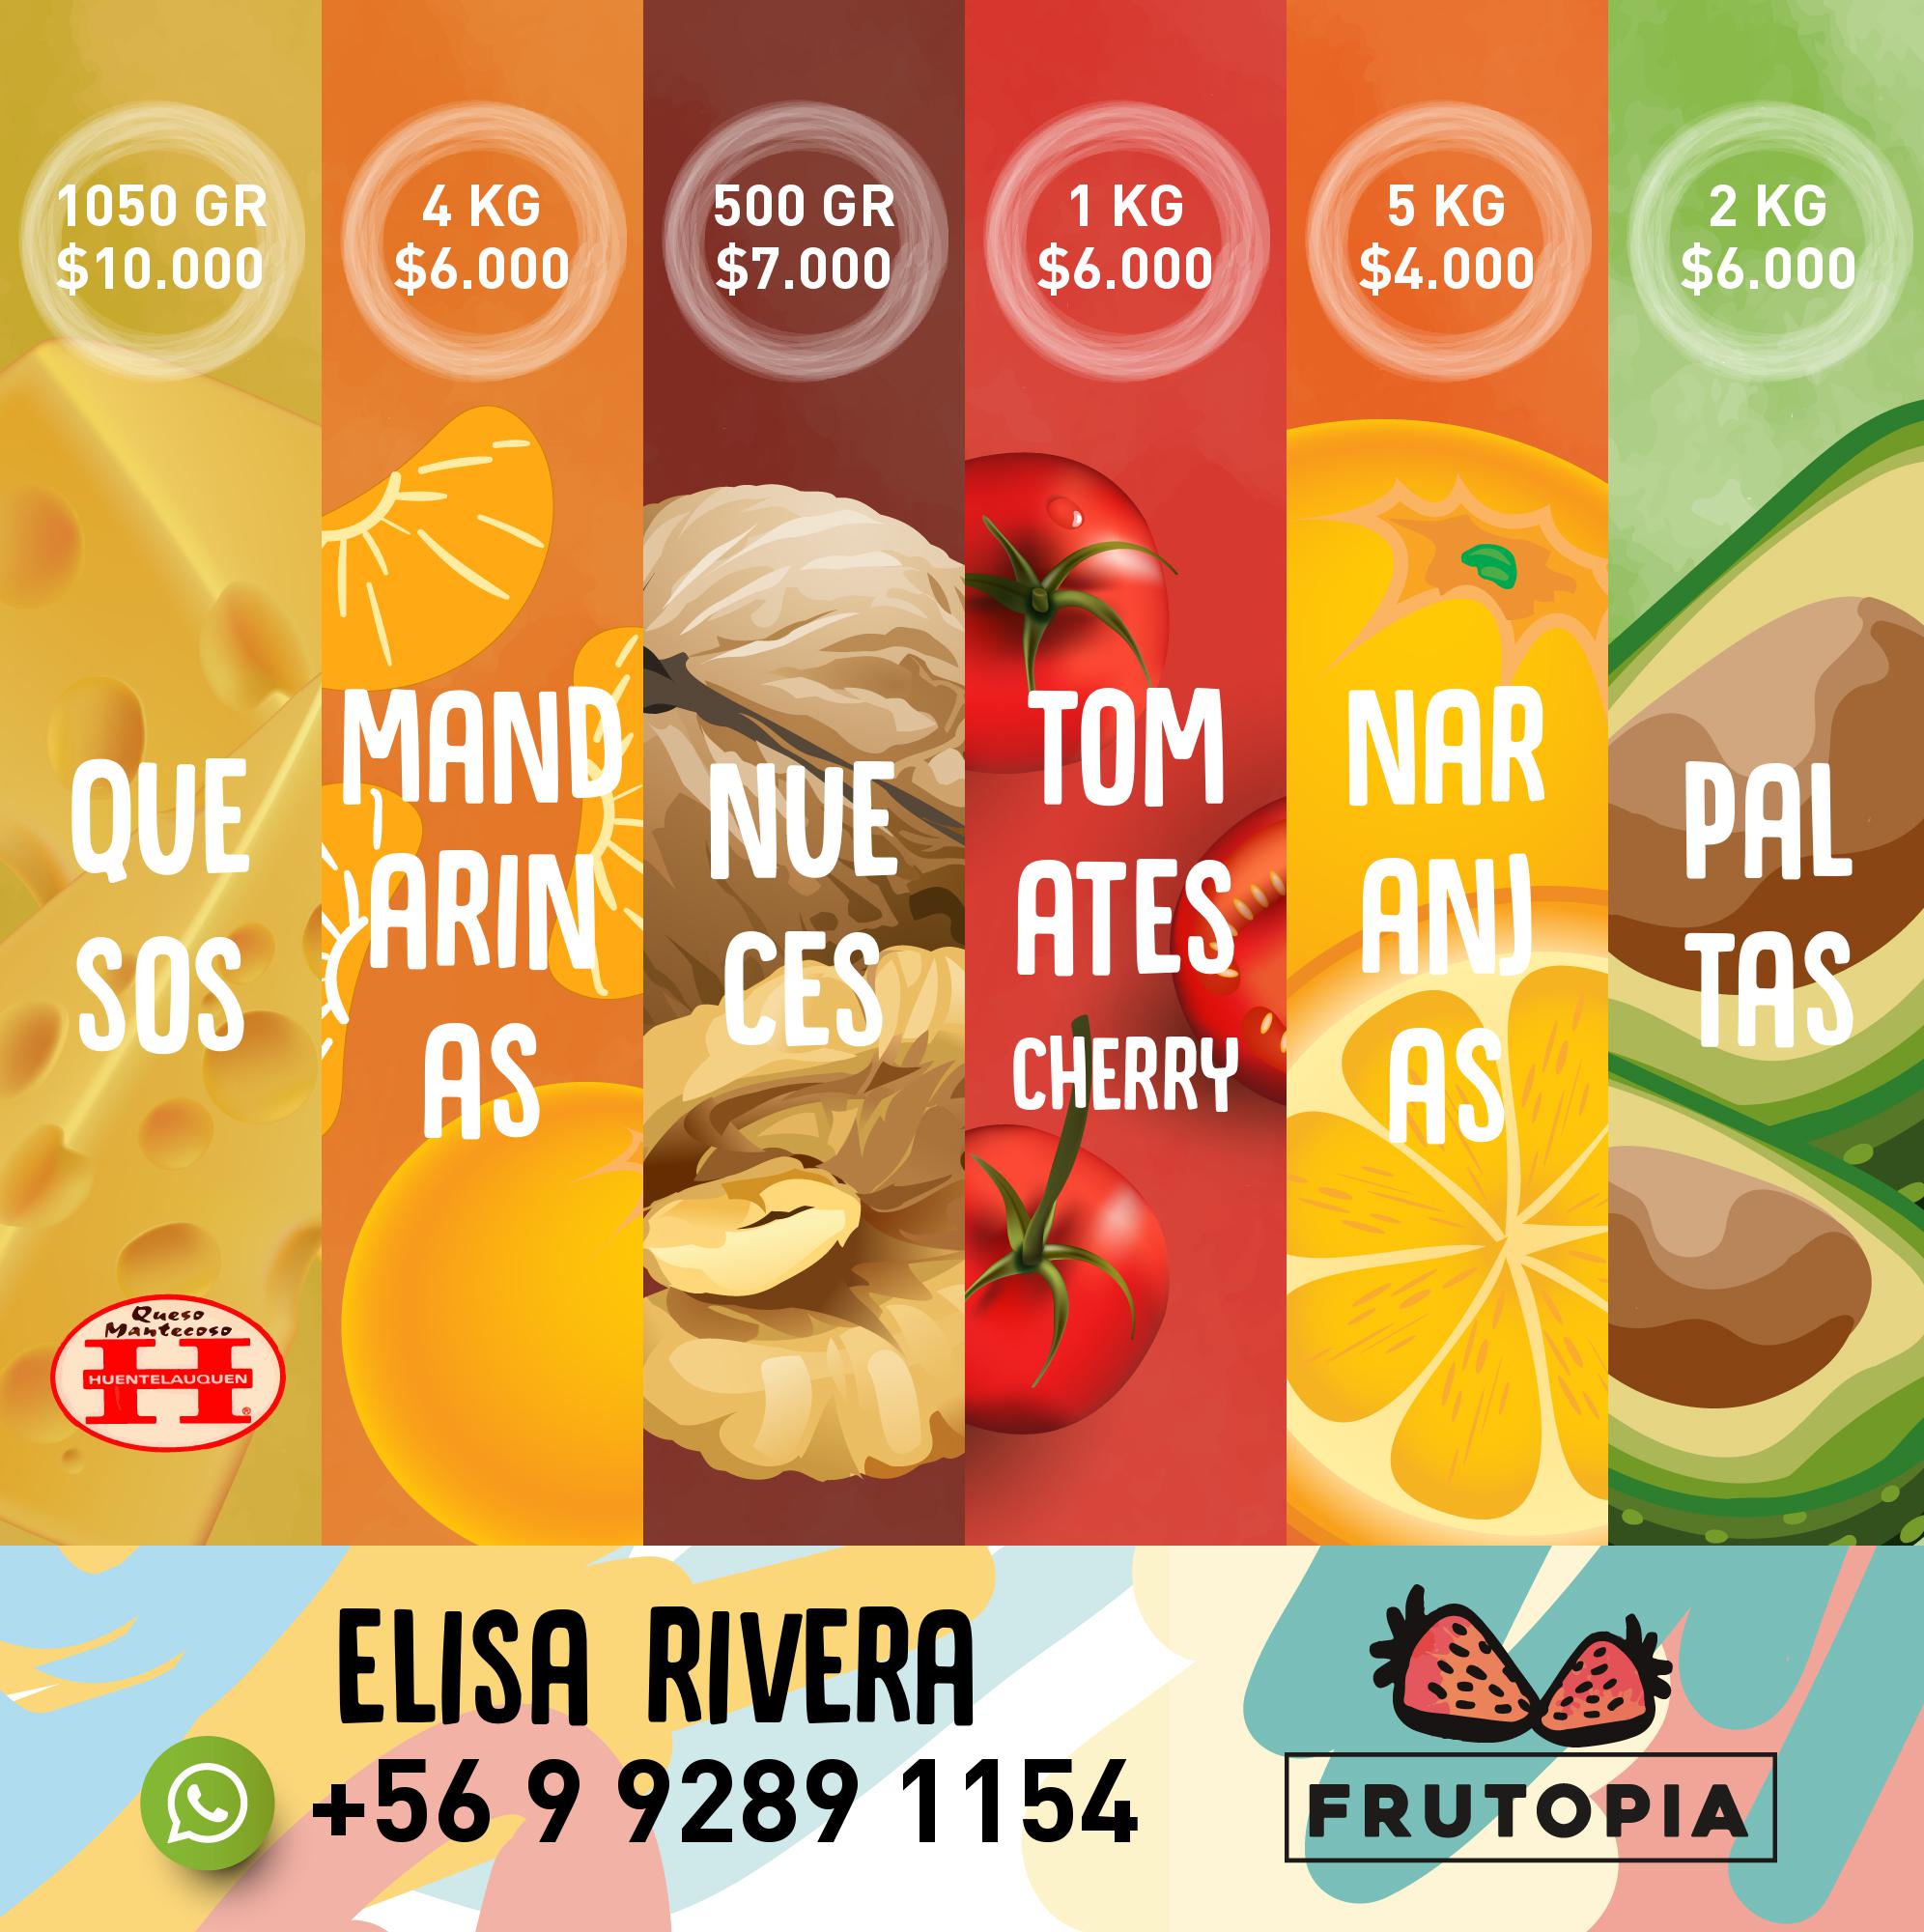 1050 GR
$10.000
QUE
SOS
Queso
Mantecoso
H
HUENTELAUQUEN
®
4 KG
$6.000
MAND
ARIN
AS
500 GR
$7.000
NUE
CES
1 KG
$6.000
TOM
ATES
CHERRY
5 KG
$4.000
NAR
ANJ
AS
2 KG
$6.000
PAL
TAS
ELISA RIVERA
+56 9 9289 1154
FRUTOPIA